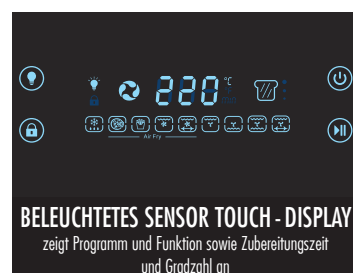 220 °C
Air Fry
BELEUCHTETES SENSOR TOUCH - DISPLAY
zeigt Programm und Funktion sowie Zubereitungszeit
und Gradzahl an